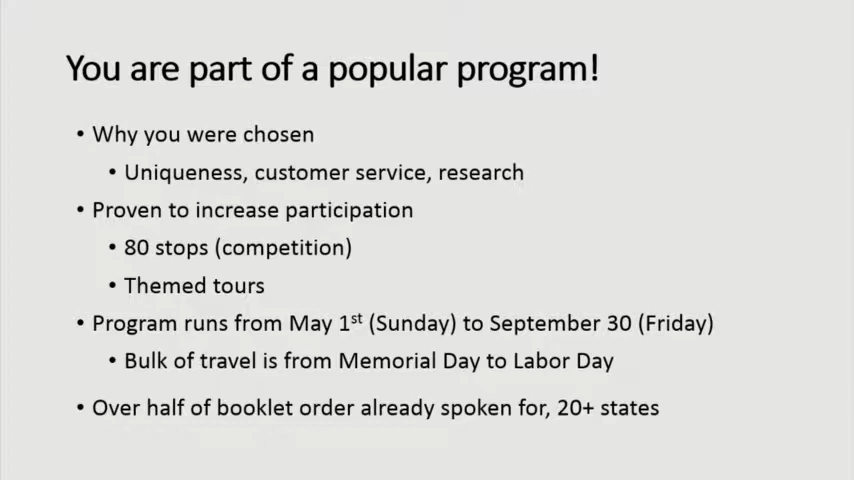 You are part of a popular program!
• Why you were chosen
• Uniqueness, customer service, research
• Proven to increase participation
• 80 stops (competition)
• Themed tours
• Program runs from May 1st (Sunday) to September 30 (Friday)
• Bulk of travel is from Memorial Day to Labor Day
• Over half of booklet order already spoken for, 20+ states